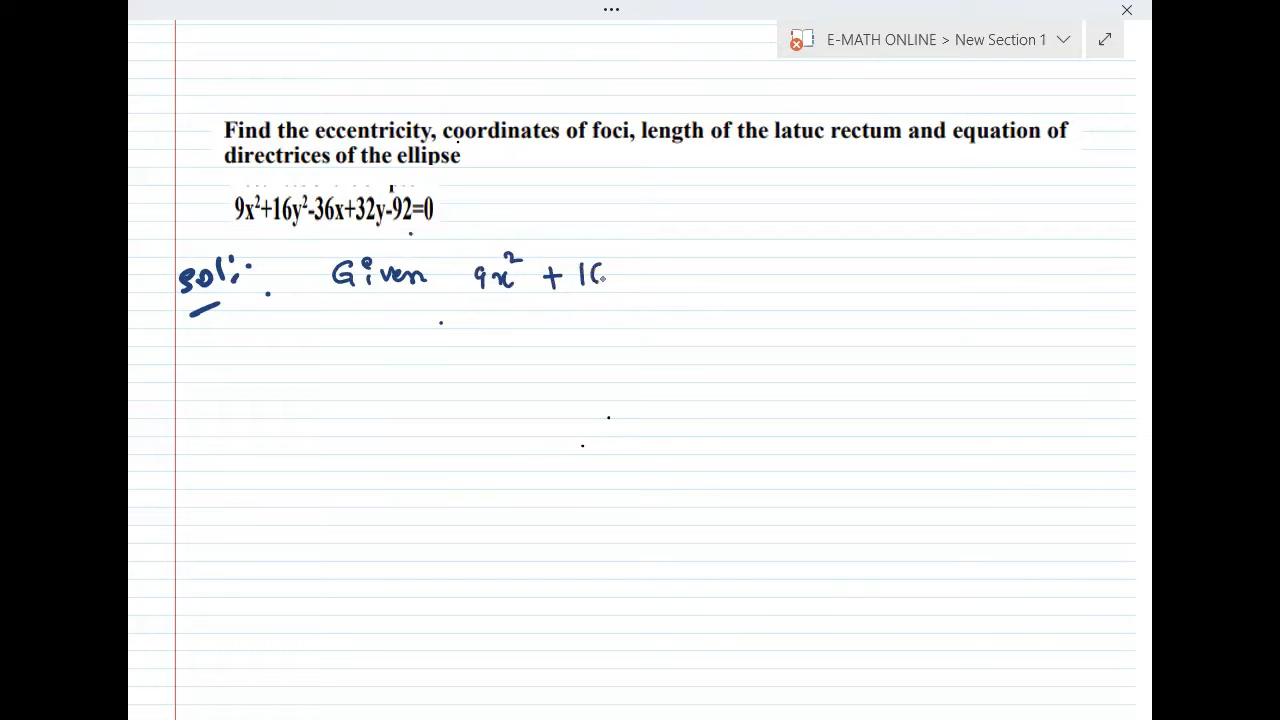 E-MATH ONLINE > New Section 1
Find the eccentricity, coordinates of foci, length of the latuc rectum and equation of
directrices of the ellipse
9x²+16y²-36x+32y-92=0
Sol: Given 9x² + 16